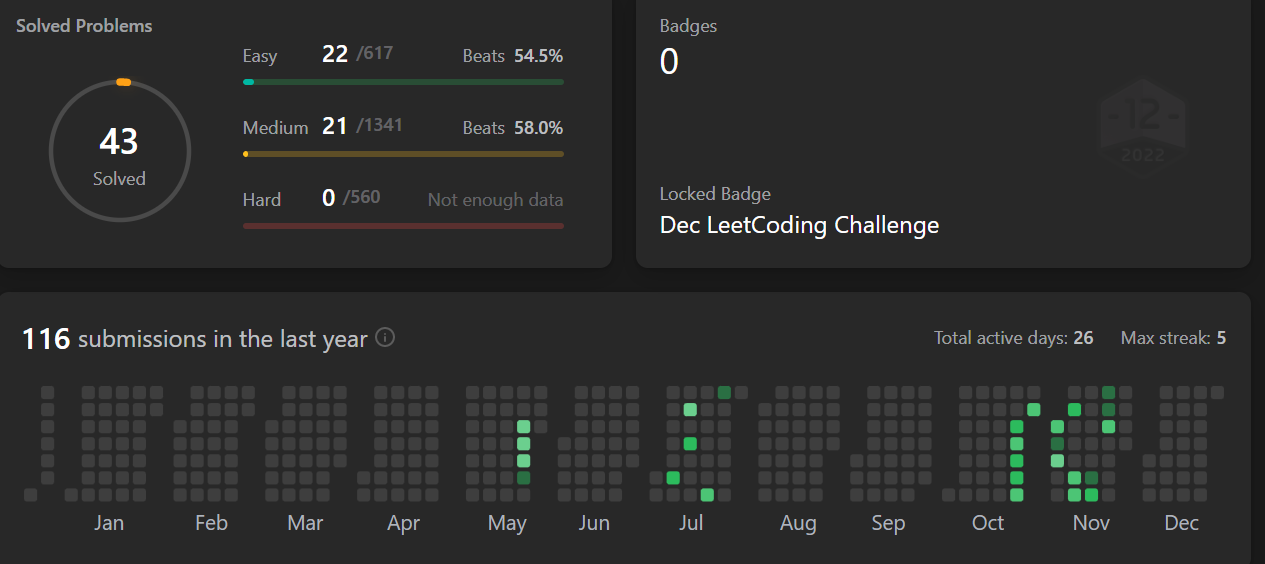 Solved Problems
43
Solved
Easy 22 /617 Beats 54.5%
Medium 21 /1341 Beats 58.0%
Hard 0 /560 Not enough data
Badges
0
-12-
2022
Locked Badge
Dec LeetCoding Challenge
116 submissions in the last year
Total active days: 26 Max streak: 5
Jan Feb Mar Apr May Jun Jul Aug Sep Oct Nov Dec